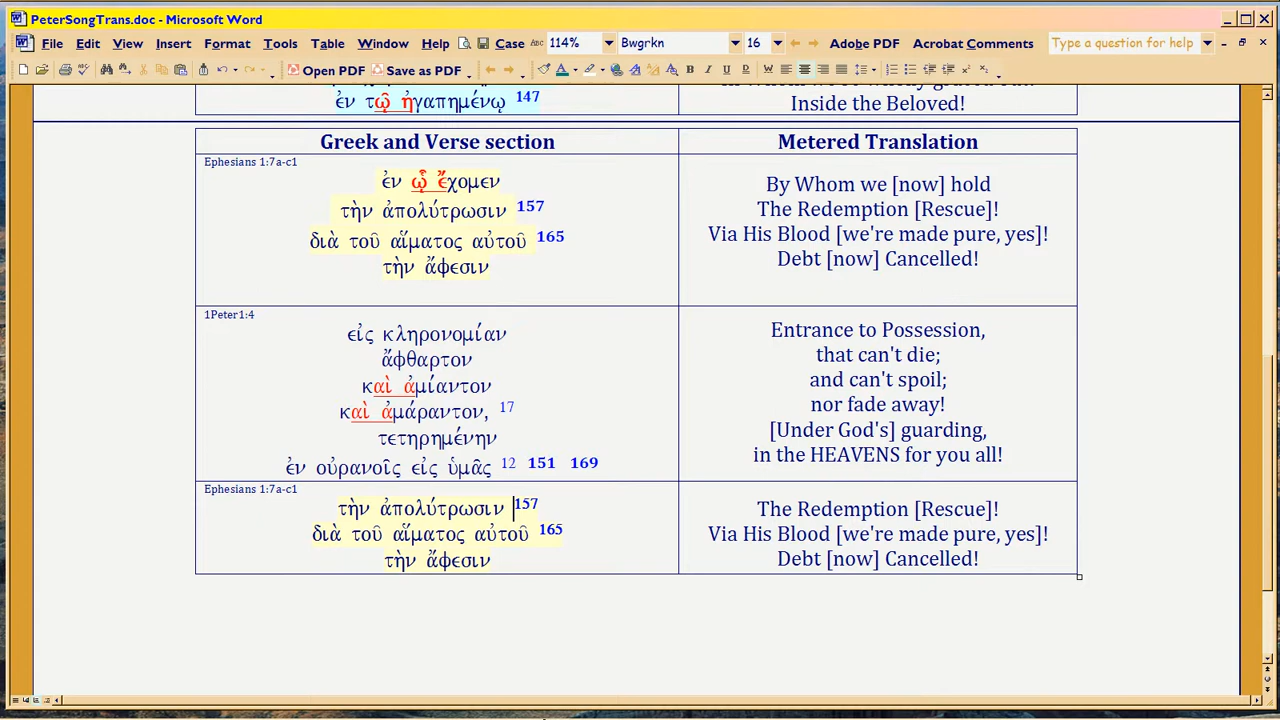 PeterSongTrans.doc - Microsoft Word
File Edit View Insert Format Tools Table Window Help Case 114% Bwgrkn 16 Adobe PDF Acrobat Comments Type a question for help
Open PDF Save as PDF
ἐν τῷ ἠγαπημένῳ 147
Inside the Beloved!
Greek and Verse section Metered Translation
Ephesians 1:7a-c1
ἐν ᾧ ἔχομεν
τὴν ἀπολύτρωσιν 157
διὰ τοῦ αἵματος αὐτοῦ 165
τὴν ἄφεσιν
By Whom we [now] hold
The Redemption [Rescue]!
Via His Blood [we're made pure, yes]!
Debt [now] Cancelled!
1Peter1:4
εἰς κληρονομίαν
ἄφθαρτον
καὶ ἀμίαντον
καὶ ἀμάραντον, 17
τετηρημένην
ἐν οὐρανοῖς εἰς ὑμᾶς 12 151 169
Entrance to Possession,
that can't die;
and can't spoil;
nor fade away!
[Under God's] guarding,
in the HEAVENS for you all!
Ephesians 1:7a-c1
τὴν ἀπολύτρωσιν 157
διὰ τοῦ αἵματος αὐτοῦ 165
τὴν ἄφεσιν
The Redemption [Rescue]!
Via His Blood [we're made pure, yes]!
Debt [now] Cancelled!